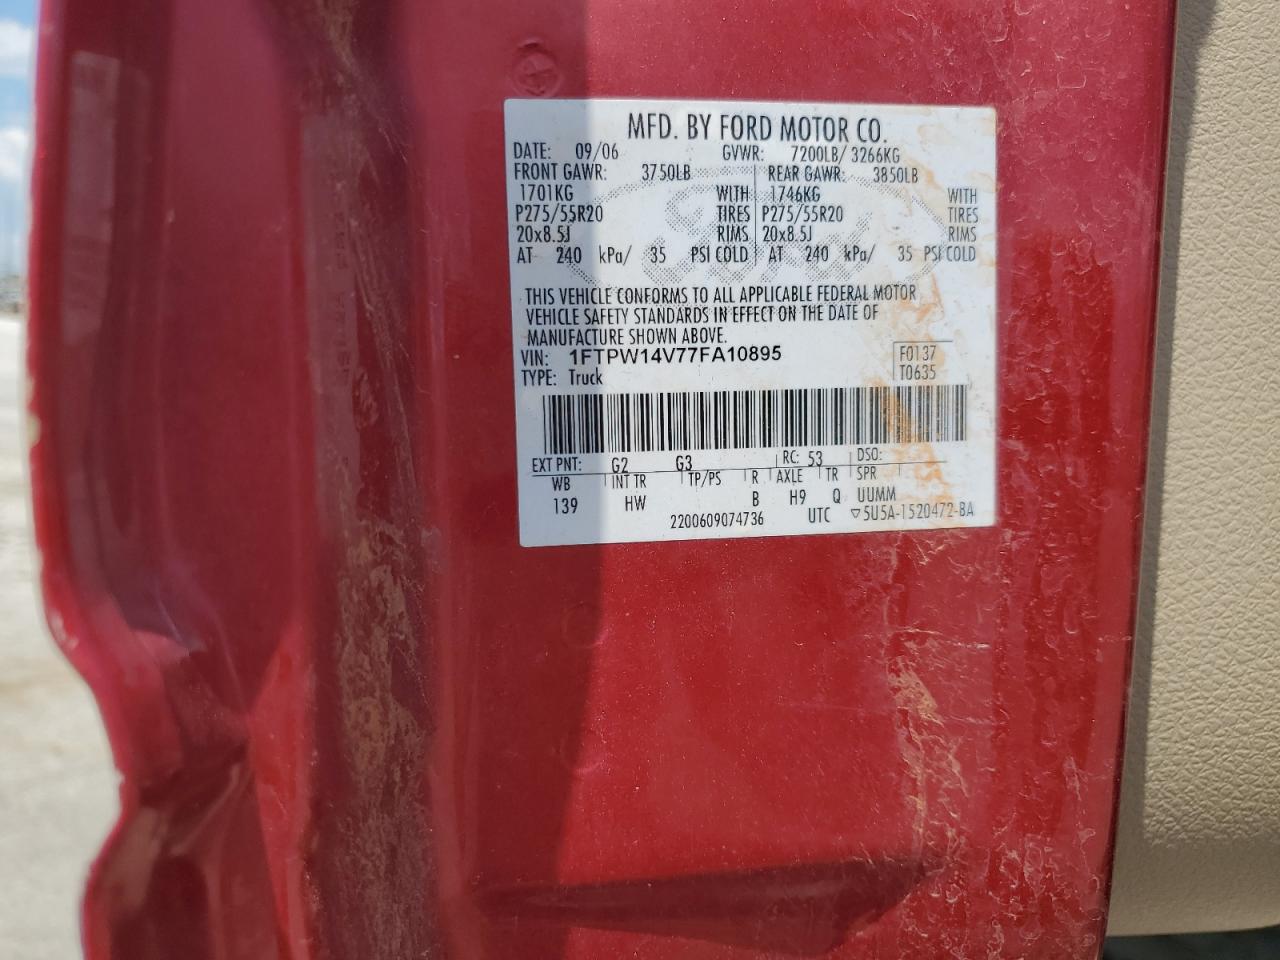 MFD. BY FORD MOTOR CO.
DATE: 09/06 GVWR: 7200LB/ 3266KG
FRONT GAWR: 3750LB REAR GAWR: 3850LB
1701KG WITH 1746KG WITH
P275/55R20 TIRES P275/55R20 TIRES
20x8.5J RIMS 20x8.5J RIMS
AT 240 kPa/ 35 PSI COLD AT 240 kPa/ 35 PSI COLD
THIS VEHICLE CONFORMS TO ALL APPLICABLE FEDERAL MOTOR
VEHICLE SAFETY STANDARDS IN EFFECT ON THE DATE OF
MANUFACTURE SHOWN ABOVE.
VIN: 1FTPW14V77FA10895 F0137
TYPE: Truck T0635
EXT PNT: G2 G3 RC: 53 DSO:
WB INT TR TP/PS R AXLE TR SPR
139 HW B H9 Q UUMM
2200609074736 UTC ▽5U5A-1520472-BA
Ford